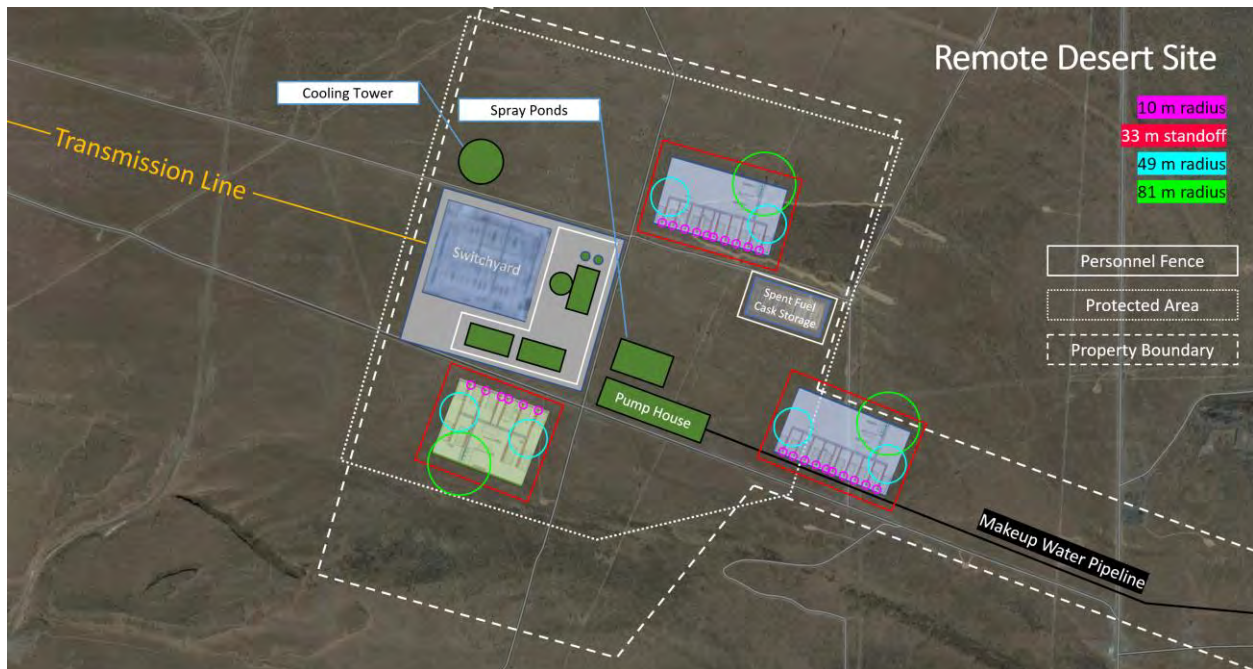 Remote Desert Site
10 m radius
33 m standoff
49 m radius
81 m radius
Cooling Tower
Spray Ponds
Transmission Line
Switchyard
Personnel Fence
Protected Area
Property Boundary
Spent Fuel
Cask Storage
Pump House
Makeup Water Pipeline